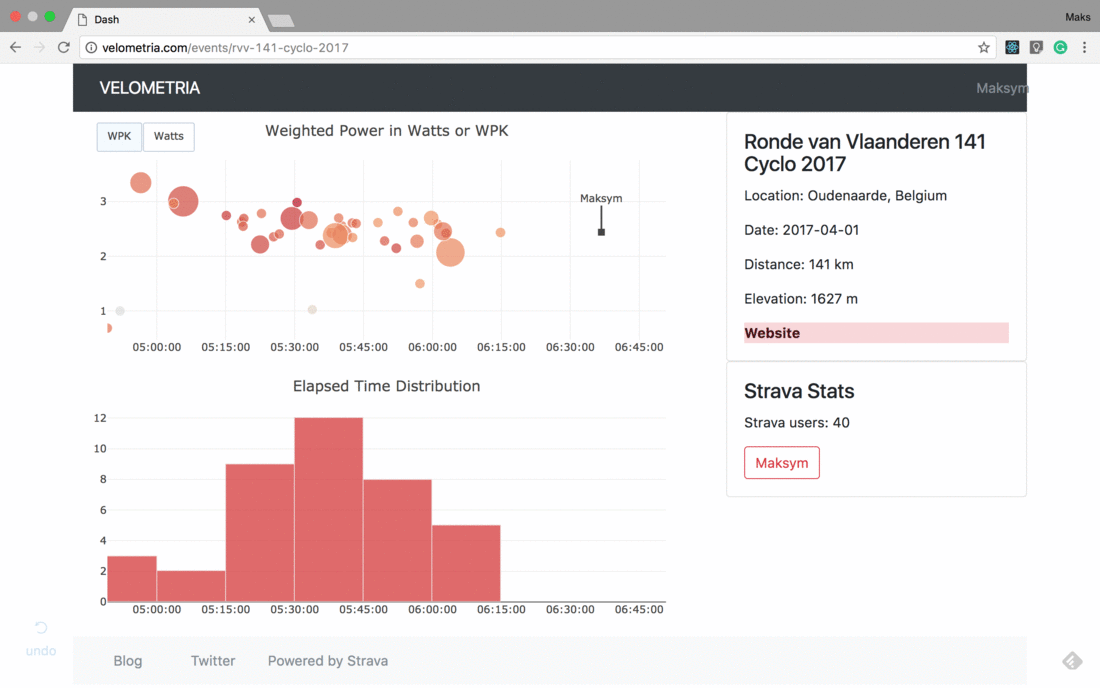 Dash
Maks
velometria.com/events/rvv-141-cyclo-2017
VELOMETRIA
Maksym
WPK
Watts
Weighted Power in Watts or WPK
3
2
1
Maksym
05:00:00 05:15:00 05:30:00 05:45:00 06:00:00 06:15:00 06:30:00 06:45:00
Elapsed Time Distribution
12
10
8
6
4
2
0
05:00:00 05:15:00 05:30:00 05:45:00 06:00:00 06:15:00 06:30:00 06:45:00
Ronde van Vlaanderen 141
Cyclo 2017
Location: Oudenaarde, Belgium
Date: 2017-04-01
Distance: 141 km
Elevation: 1627 m
Website
Strava Stats
Strava users: 40
Maksym
undo
Blog Twitter Powered by Strava